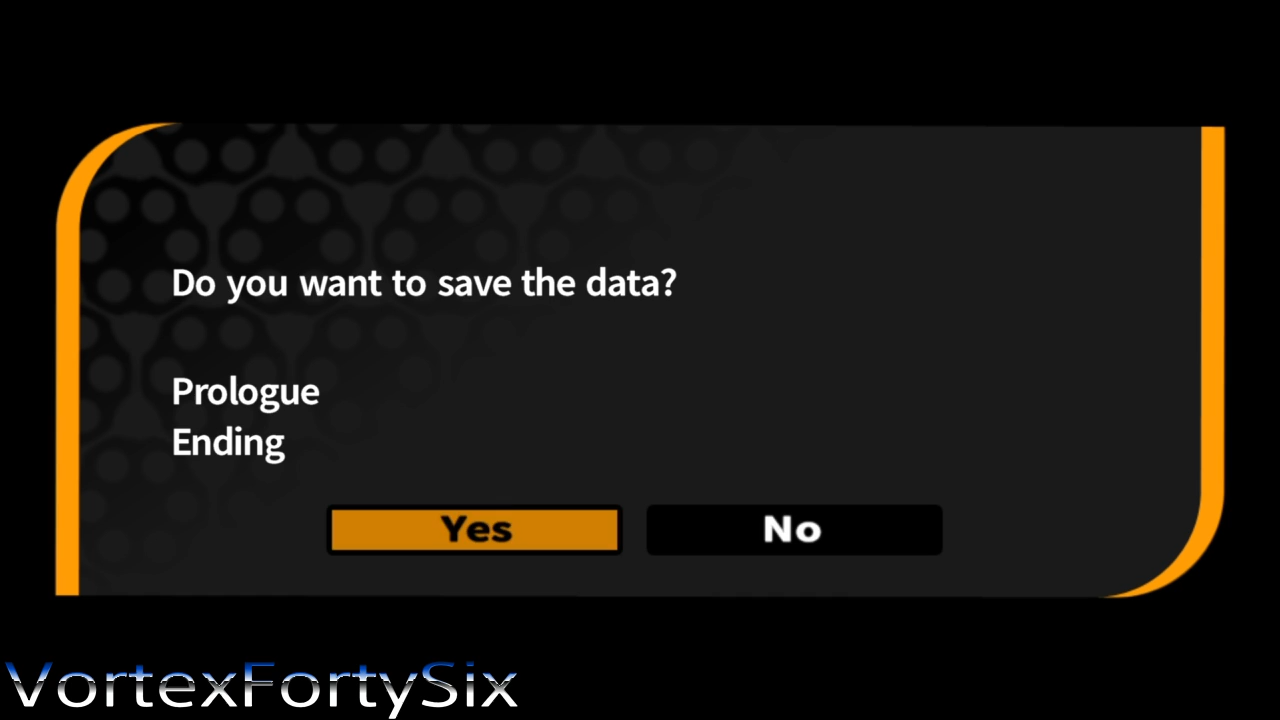 Do you want to save the data?
Prologue
Ending
Yes
No
VortexFortySix